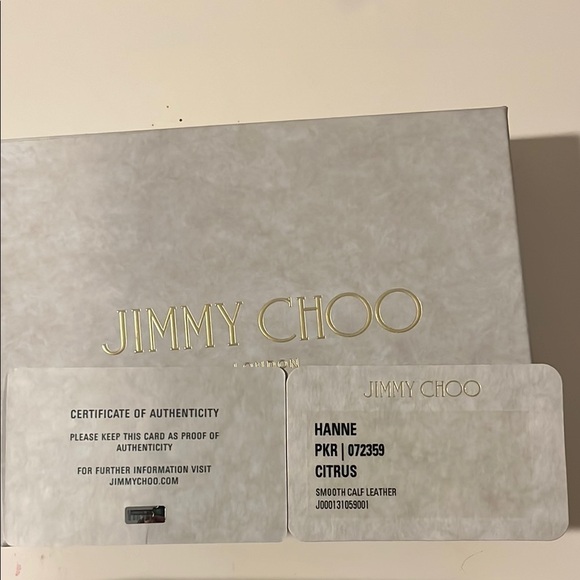 JIMMY CHOO
LONDON
CERTIFICATE OF AUTHENTICITY
PLEASE KEEP THIS CARD AS PROOF OF
AUTHENTICITY
FOR FURTHER INFORMATION VISIT
JIMMYCHOO.COM
JIMMY CHOO
HANNE
PKR | 072359
CITRUS
SMOOTH CALF LEATHER
J000131059001